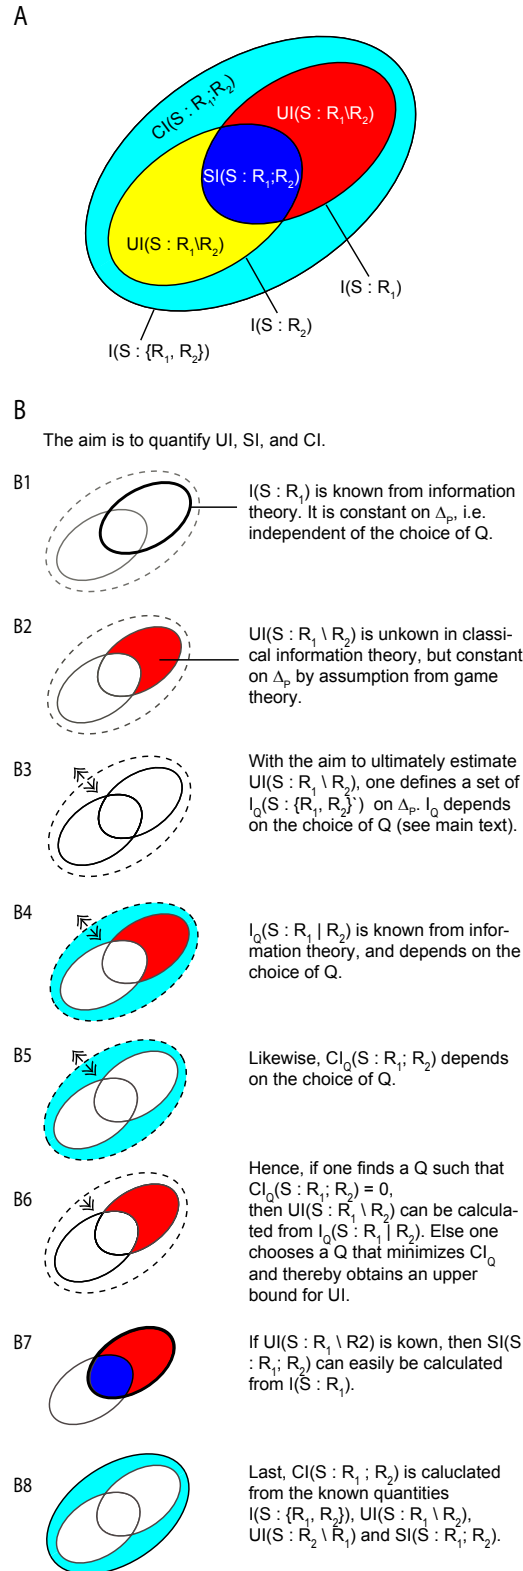 A
CI(S : R₁;R₂)
UI(S : R₁\R₂)
SI(S : R₁;R₂)
UI(S : R₁\R₂)
I(S : R₁)
I(S : R₂)
I(S : {R₁, R₂})
B
The aim is to quantify UI, SI, and CI.
B1
I(S : R₁) is known from information
theory. It is constant on Δₚ, i.e.
independent of the choice of Q.
B2
UI(S : R₁ \ R₂) is unkown in classi-
cal information theory, but constant
on Δₚ by assumption from game
theory.
B3
With the aim to ultimately estimate
UI(S : R₁ \ R₂), one defines a set of
I_Q(S : {R₁, R₂}`) on Δₚ. I_Q depends
on the choice of Q (see main text).
B4
I_Q(S : R₁ | R₂) is known from infor-
mation theory, and depends on the
choice of Q.
B5
Likewise, CI_Q(S : R₁; R₂) depends
on the choice of Q.
B6
Hence, if one finds a Q such that
CI_Q(S : R₁; R₂) = 0,
then UI(S : R₁ \ R₂) can be calcula-
ted from I_Q(S : R₁ | R₂). Else one
chooses a Q that minimizes CI_Q
and thereby obtains an upper
bound for UI.
B7
If UI(S : R₁ \ R2) is kown, then SI(S
: R₁; R₂) can easily be calculated
from I(S : R₁).
B8
Last, CI(S : R₁ ; R₂) is caluclated
from the known quantities
I(S : {R₁, R₂}), UI(S : R₁ \ R₂),
UI(S : R₂ \ R₁) and SI(S : R₁; R₂).